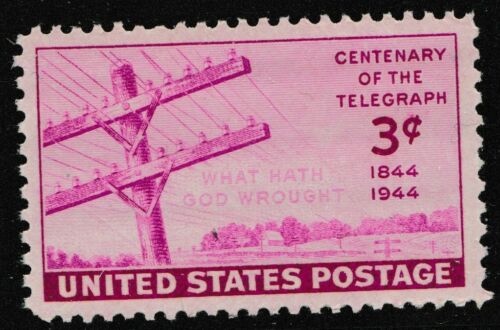 CENTENARY
OF THE
TELEGRAPH
3¢
1844
1944
WHAT HATH
GOD WROUGHT
UNITED STATES POSTAGE